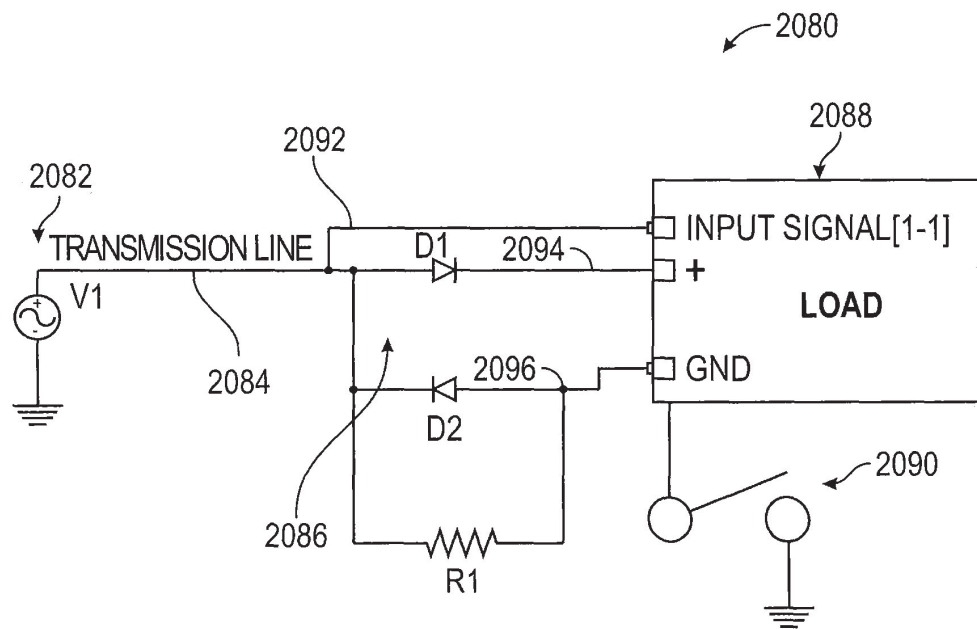 2080
2088
2092
2082
INPUT SIGNAL[1-1]
TRANSMISSION LINE
D1
2094
+
V1
LOAD
+
-
2084
2096
GND
D2
2090
2086
R1